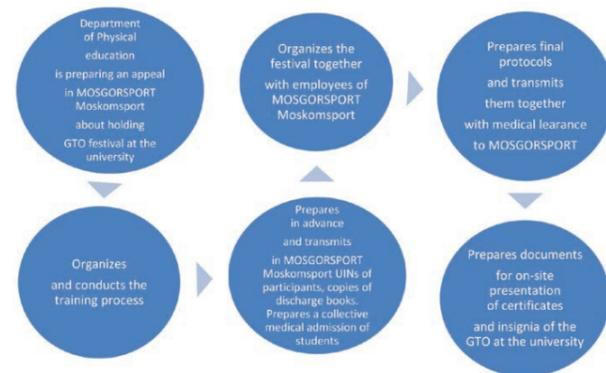 Department
of Physical
education
is preparing an appeal
in MOSGORSPORT
Moskomsport
about holding
GTO festival at the
university
Organizes
and conducts the
training process
Prepares
in advance
and transmits
in MOSGORSPORT
Moskomsport UINs of
participants, copies of
discharge books.
Prepares a collective
medical admission of
students
Organizes the
festival together
with employees of
MOSGORSPORT
Moskomsport
Prepares final
protocols
and transmits
them together
with medical learance
to MOSGORSPORT
Prepares documents
for on-site
presentation
of certificates
and insignia of the
GTO at the university